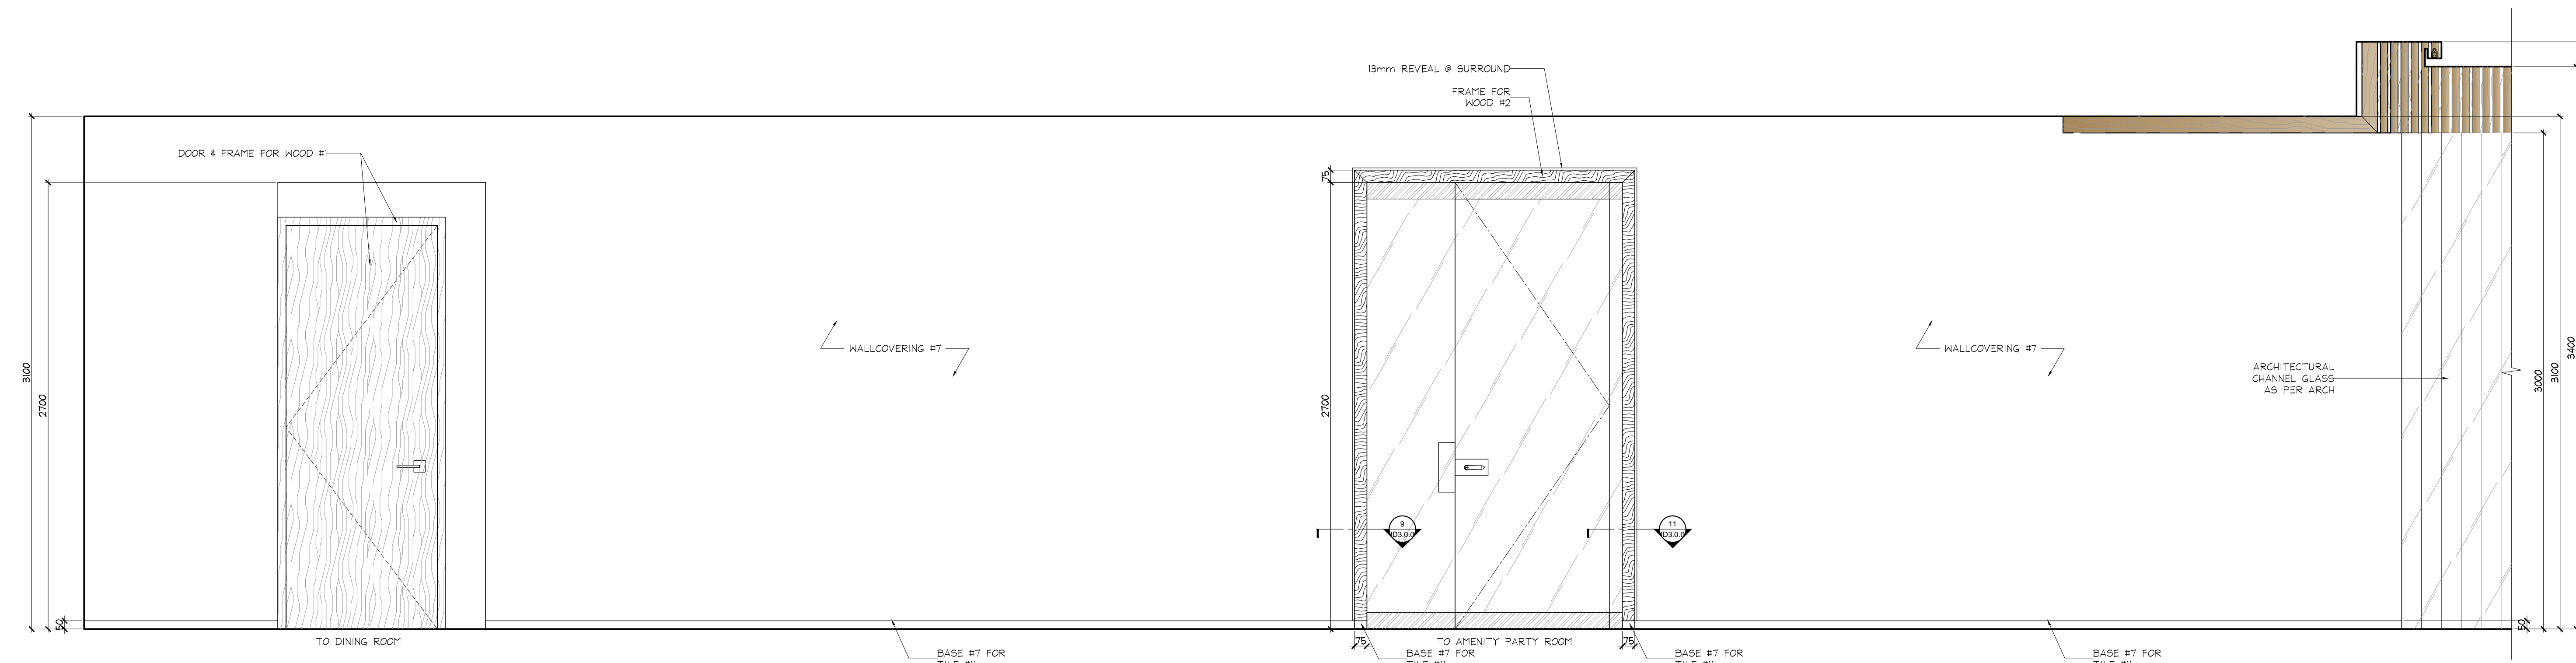 13mm REVEAL @ SURROUND
FRAME FOR
WOOD #2
DOOR & FRAME FOR WOOD #1
75
3100
2700
50
WALLCOVERING #7
2700
9
ID3.0.0
11
ID3.0.0
WALLCOVERING #7
ARCHITECTURAL
CHANNEL GLASS
AS PER ARCH
3000
3100
3400
50
TO DINING ROOM
75
TO AMENITY PARTY ROOM
75
BASE #7 FOR
BASE #7 FOR
BASE #7 FOR
BASE #7 FOR